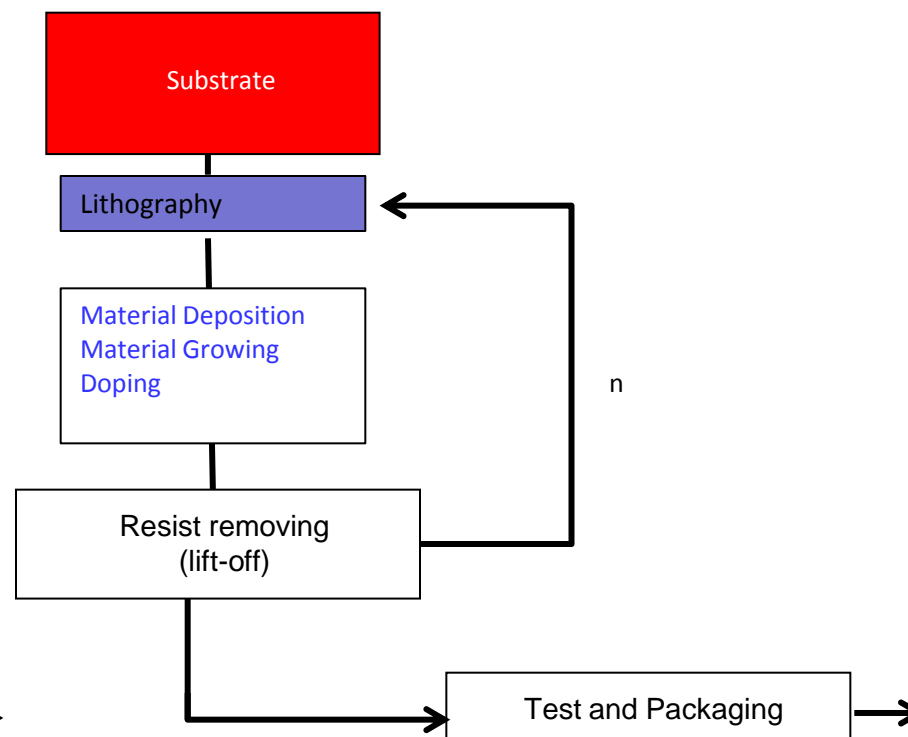 Substrate
Lithography
Material Deposition
Material Growing
Doping
n
Resist removing
(lift-off)
Test and Packaging